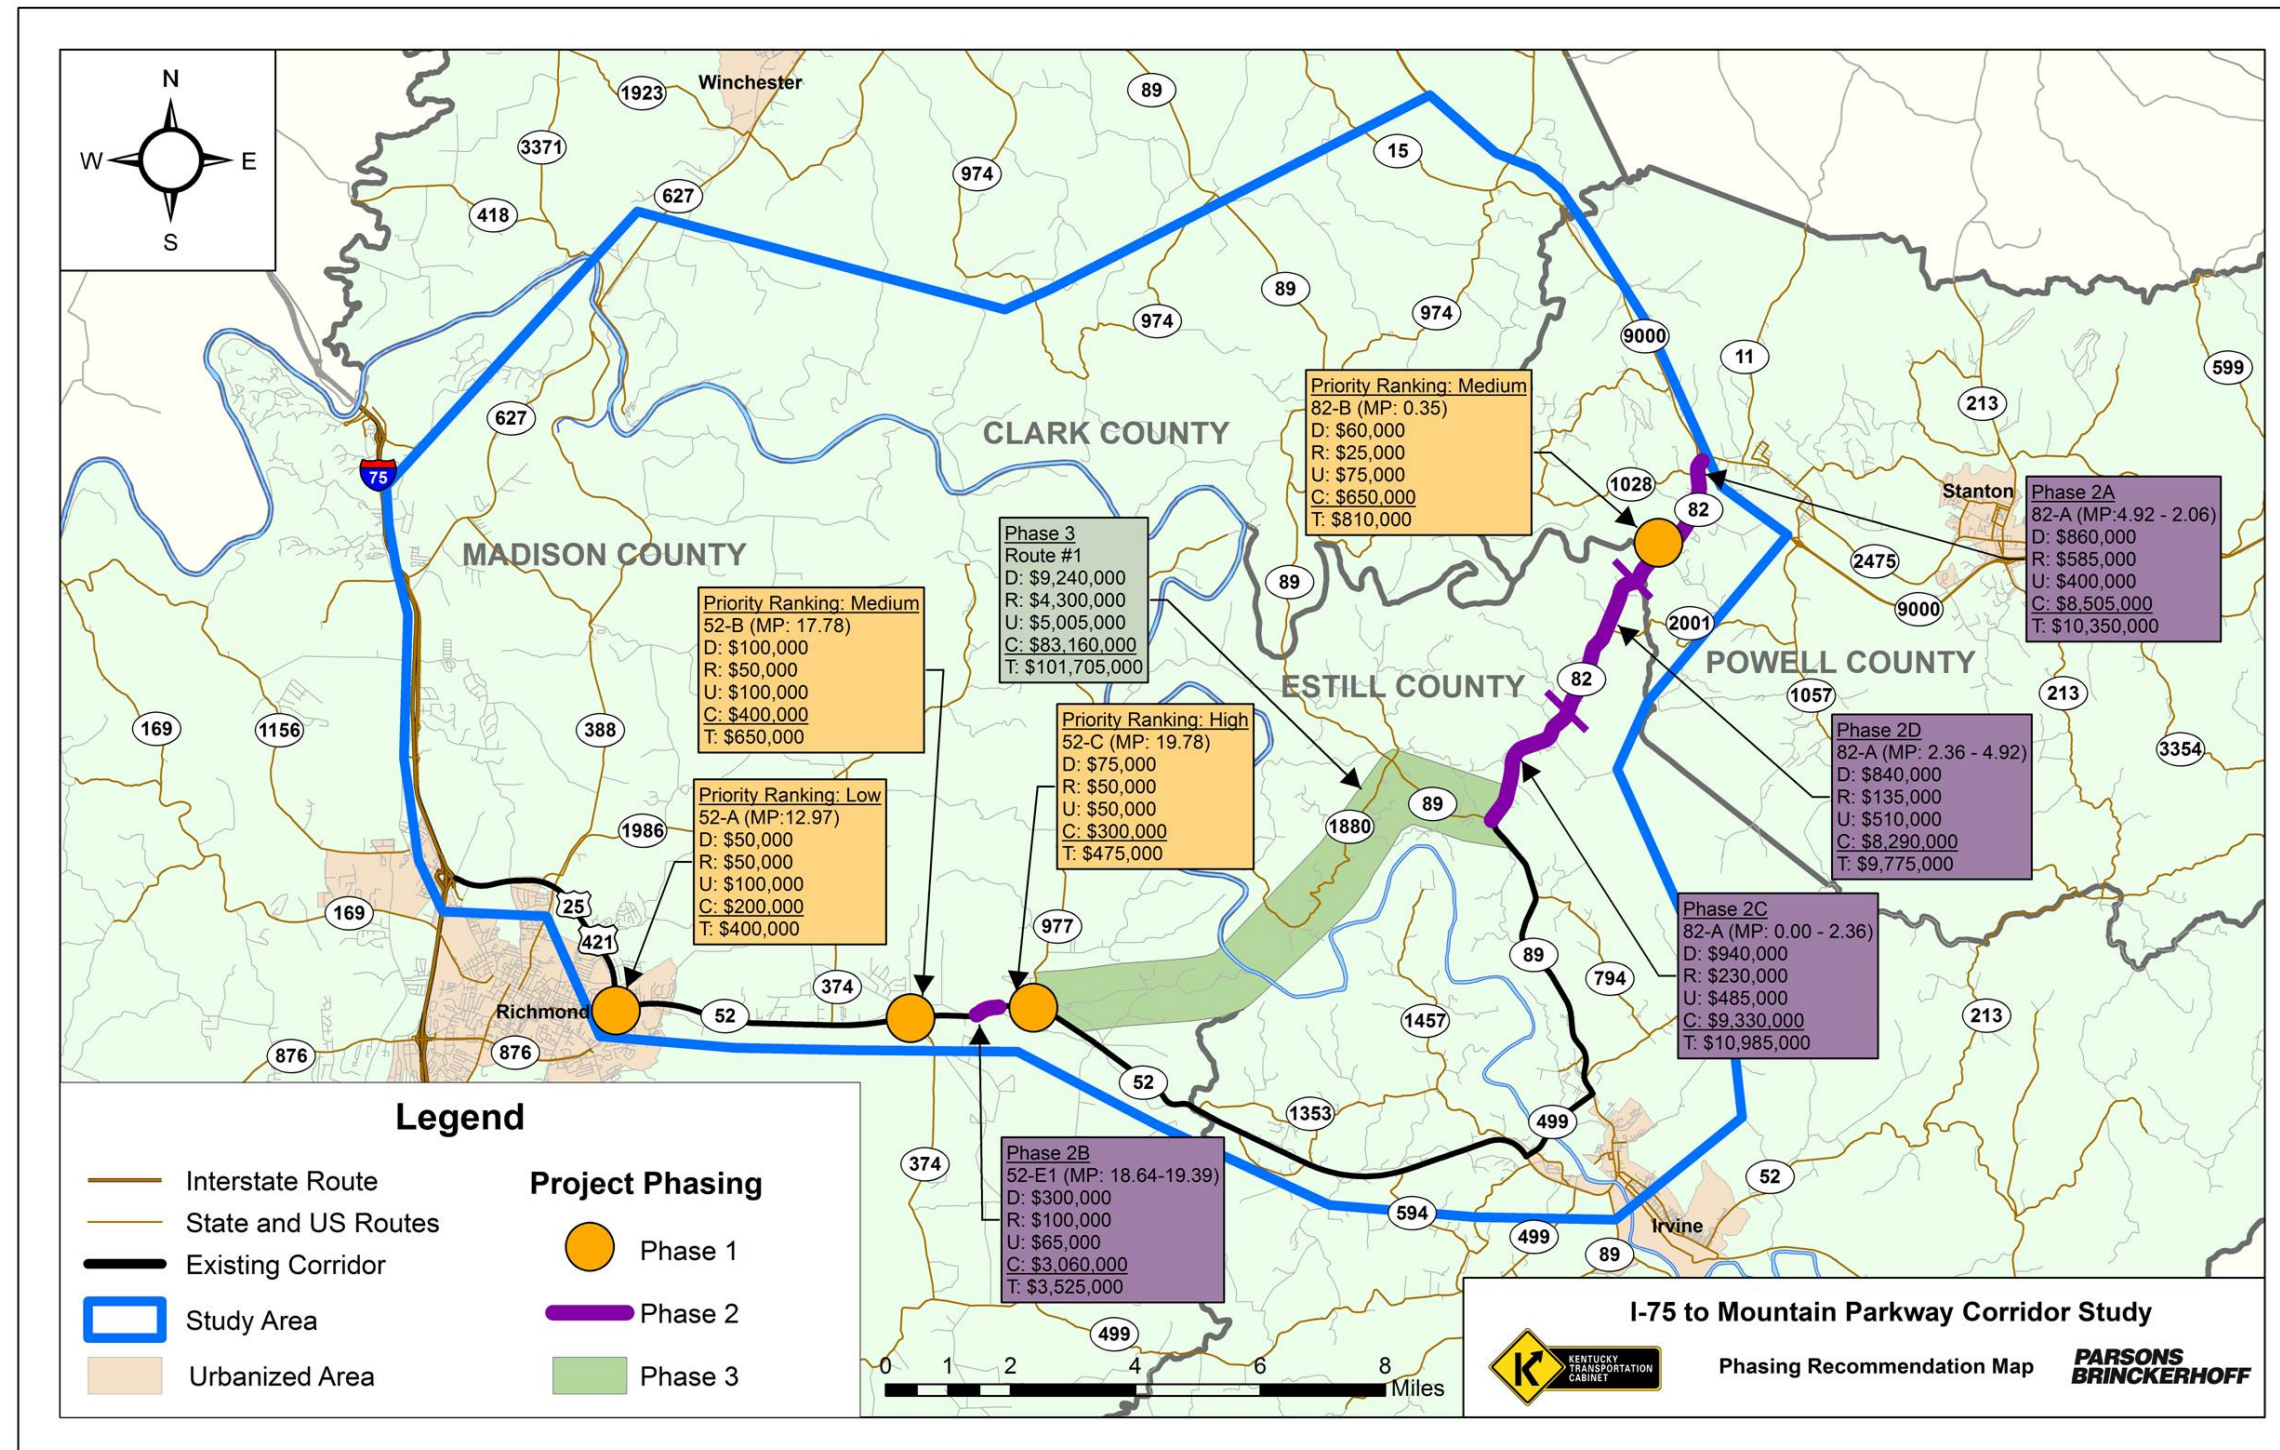 N
W
E
S
Winchester
1923
89
3371
974
15
627
418
89
974
974
9000
11
599
213
627
75
CLARK COUNTY
MADISON COUNTY
Priority Ranking: Medium
82-B (MP: 0.35)
D: $60,000
R: $25,000
U: $75,000
C: $650,000
T: $810,000
1028
82
Stanton
Phase 2A
82-A (MP:4.92 - 2.06)
D: $860,000
R: $585,000
U: $400,000
C: $8,505,000
T: $10,350,000
2475
9000
2001
89
Phase 3
Route #1
D: $9,240,000
R: $4,300,000
U: $5,005,000
C: $83,160,000
T: $101,705,000
Priority Ranking: Medium
52-B (MP: 17.78)
D: $100,000
R: $50,000
U: $100,000
C: $400,000
T: $650,000
ESTILL COUNTY
82
POWELL COUNTY
1057
213
3354
169
1156
388
Priority Ranking: High
52-C (MP: 19.78)
D: $75,000
R: $50,000
U: $50,000
C: $300,000
T: $475,000
Phase 2D
82-A (MP: 2.36 - 4.92)
D: $840,000
R: $135,000
U: $510,000
C: $8,290,000
T: $9,775,000
Priority Ranking: Low
52-A (MP:12.97)
D: $50,000
R: $50,000
U: $100,000
C: $200,000
T: $400,000
1986
1880
89
169
25
421
977
Phase 2C
82-A (MP: 0.00 - 2.36)
D: $940,000
R: $230,000
U: $485,000
C: $9,330,000
T: $10,985,000
89
794
374
Richmond
52
1457
213
876
876
52
1353
499
374
Phase 2B
52-E1 (MP: 18.64-19.39)
D: $300,000
R: $100,000
U: $65,000
C: $3,060,000
T: $3,525,000
52
594
499
Irvine
89
499
Legend
Interstate Route
State and US Routes
Existing Corridor
Study Area
Urbanized Area
Project Phasing
Phase 1
Phase 2
Phase 3
0 1 2 4 6 8
Miles
I-75 to Mountain Parkway Corridor Study
K
KENTUCKY
TRANSPORTATION
CABINET
Phasing Recommendation Map
PARSONS
BRINCKERHOFF